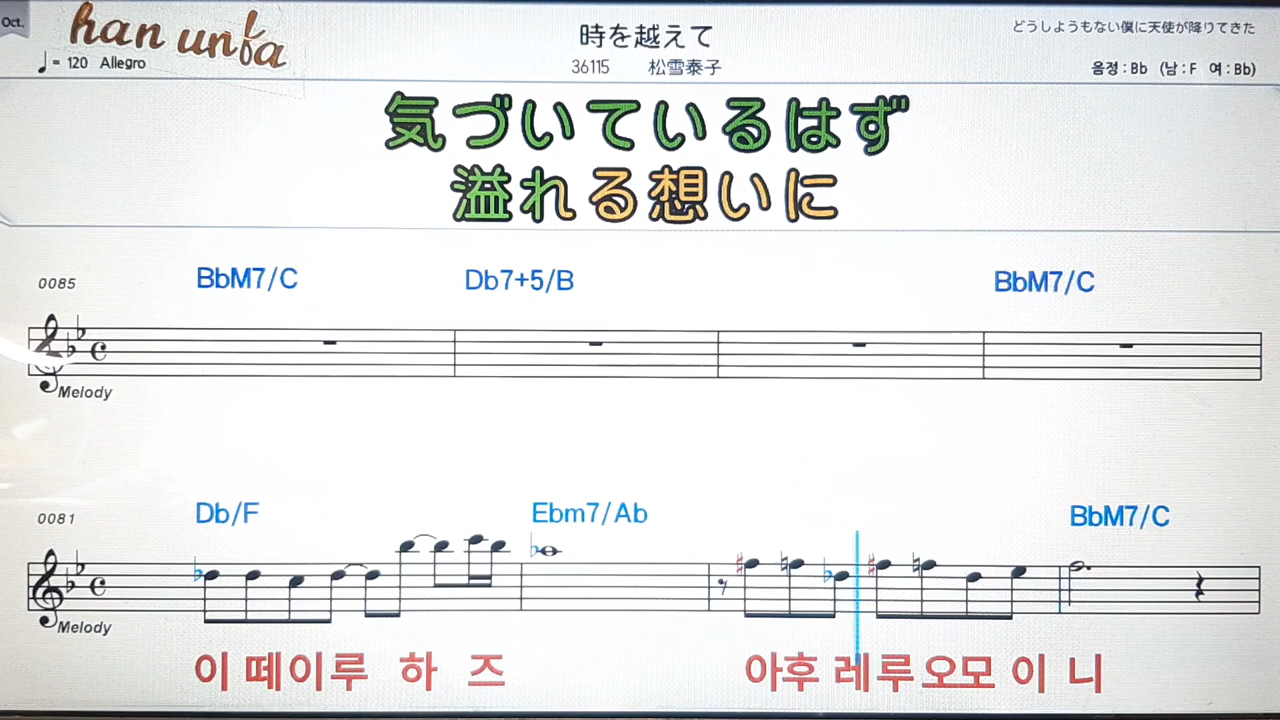 Oct.
han unfa
♩= 120 Allegro
時を越えて
36115 松雪泰子
どうしようもない僕に天使が降りてきた
음정 : Bb (남 : F 여 : Bb)
気づいているはず
溢れる想いに
0085
BbM7/C Db7+5/B BbM7/C
Melody
0081
Db/F Ebm7/Ab BbM7/C
Melody
이 떼이루 하 즈 아후 레루오모 이 니